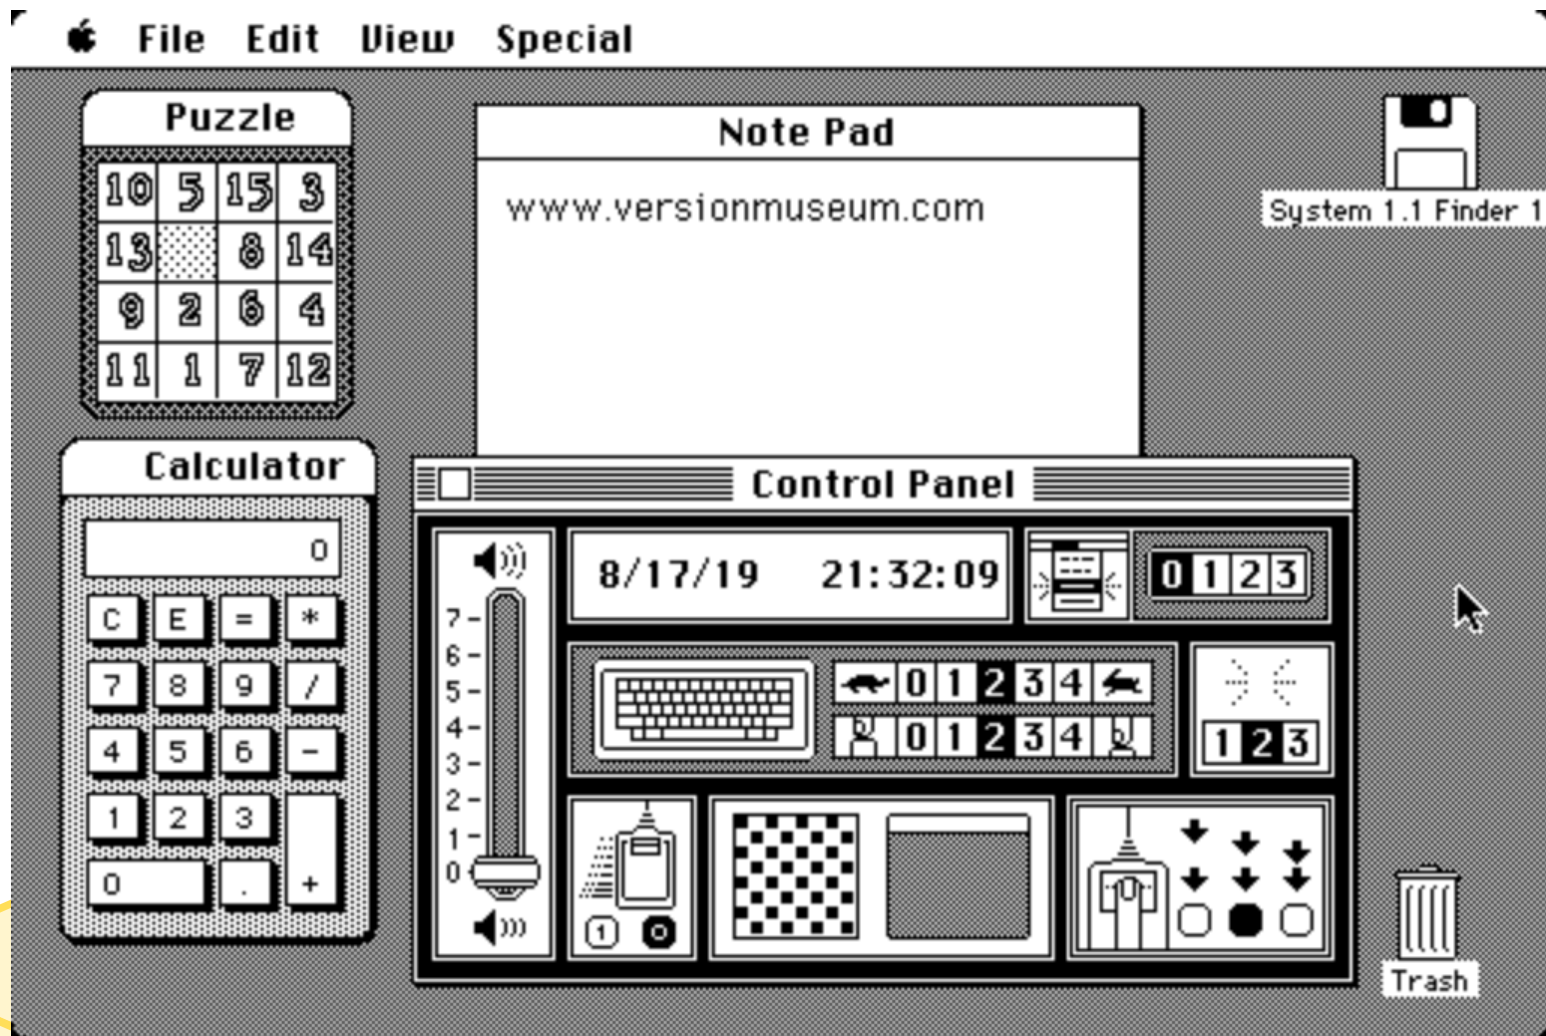 File Edit View Special
Puzzle
10 5 15 3
13 8 14
9 2 6 4
11 1 7 12
Note Pad
www.versionmuseum.com
System 1.1 Finder 1
Calculator
0
C E = *
7 8 9 /
4 5 6 -
1 2 3
0 . +
Control Panel
7
6
5
4
3
2
1
0
8/17/19 21:32:09
0 1 2 3
0 1 2 3 4
0 1 2 3 4
1 2 3
1 0
Trash